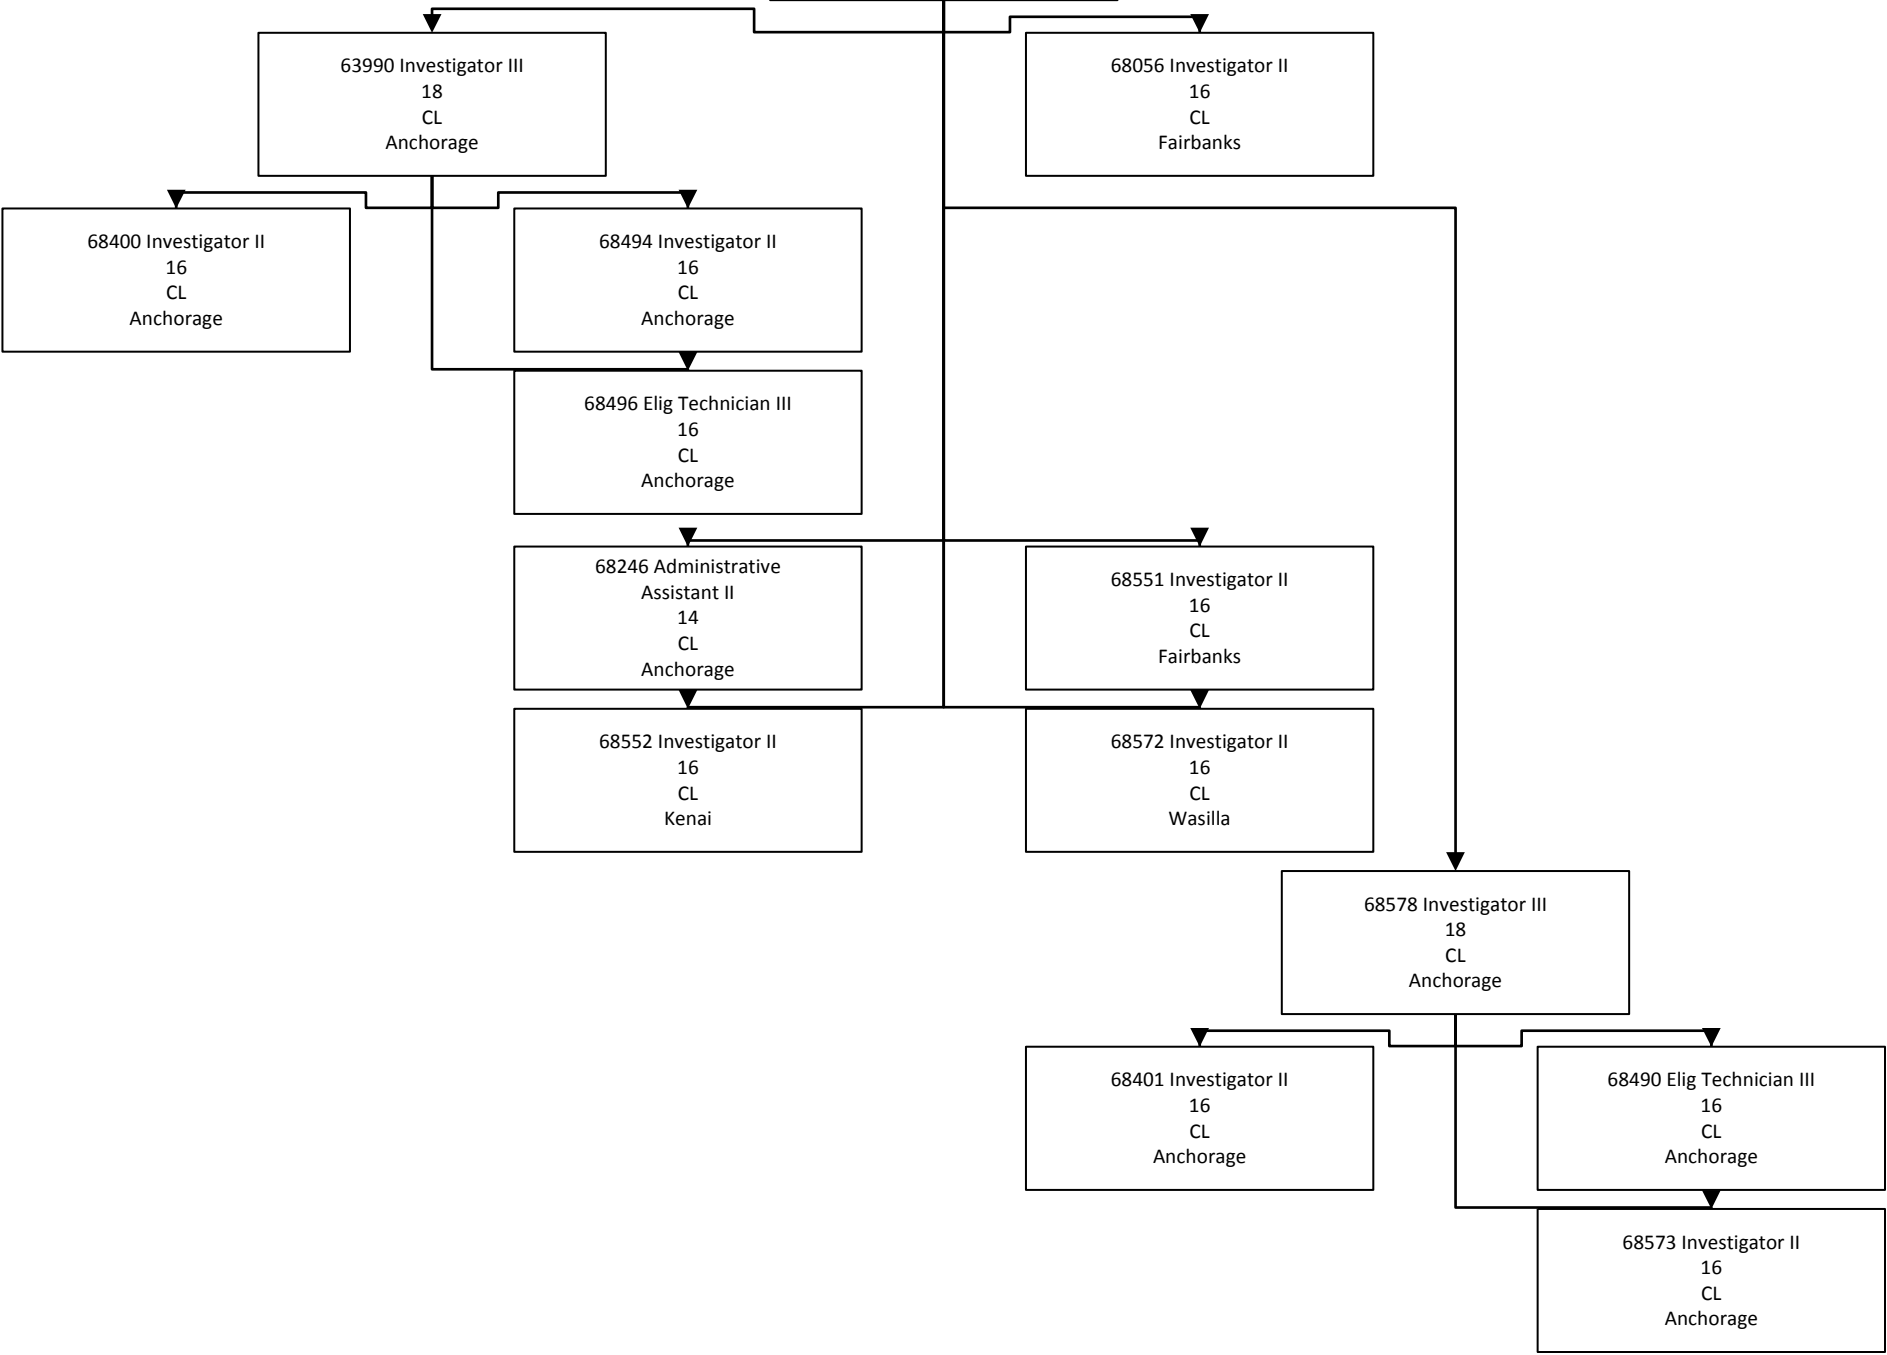 63990 Investigator III
18
CL
Anchorage
68056 Investigator II
16
CL
Fairbanks
68400 Investigator II
16
CL
Anchorage
68494 Investigator II
16
CL
Anchorage
68496 Elig Technician III
16
CL
Anchorage
68246 Administrative
Assistant II
14
CL
Anchorage
68551 Investigator II
16
CL
Fairbanks
68552 Investigator II
16
CL
Kenai
68572 Investigator II
16
CL
Wasilla
68578 Investigator III
18
CL
Anchorage
68401 Investigator II
16
CL
Anchorage
68490 Elig Technician III
16
CL
Anchorage
68573 Investigator II
16
CL
Anchorage